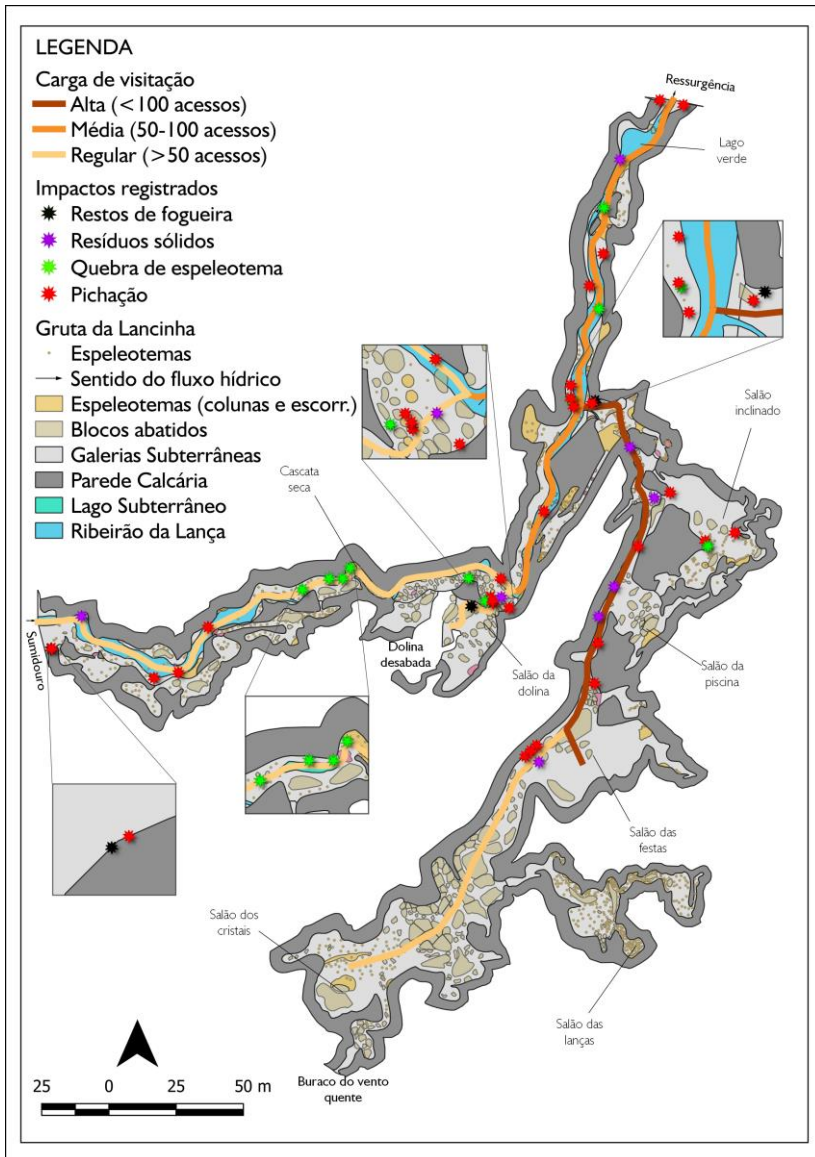 LEGENDA
Carga de visitação
Alta (<100 acessos)
Média (50-100 acessos)
Regular (>50 acessos)
Impactos registrados
Restos de fogueira
Resíduos sólidos
Quebra de espeleotema
Pichação
Gruta da Lancinha
Espeleotemas
Sentido do fluxo hídrico
Espeleotemas (colunas e escorr.)
Blocos abatidos
Galerias Subterrâneas
Parede Calcária
Lago Subterrâneo
Ribeirão da Lança
Ressurgência
Lago
verde
Salão
inclinado
Cascata
seca
Sumidouro
Dolina
desabada
Salão da
dolina
Salão da
piscina
Salão das
festas
Salão dos
cristais
Salão das
lanças
Buraco do vento
quente
25 0 25 50 m